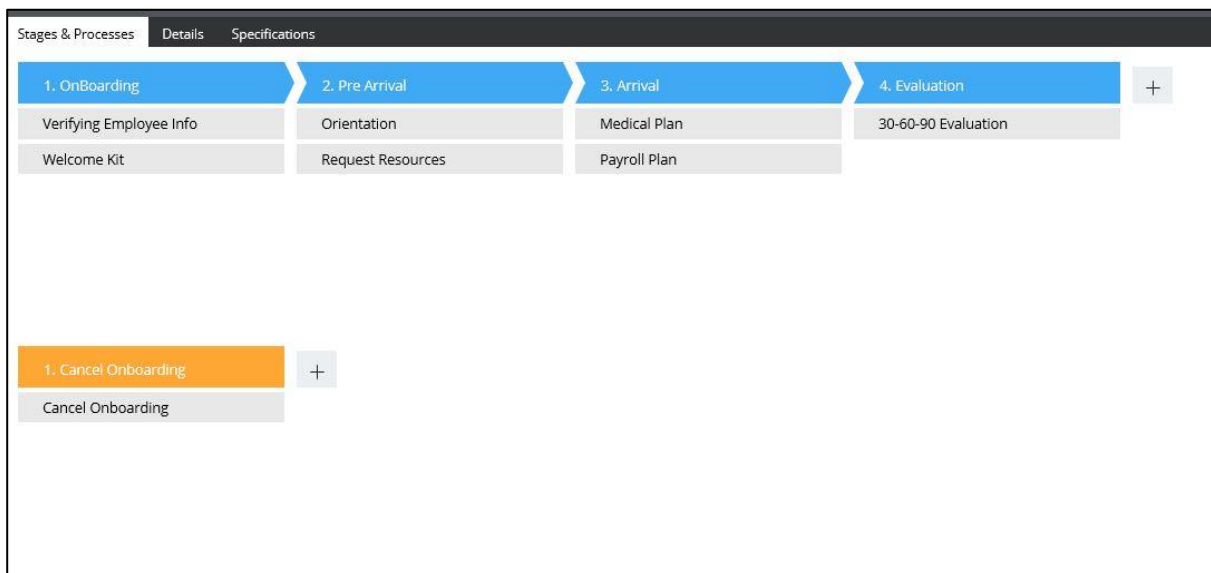 Stages & Processes Details Specifications
1. OnBoarding 2. Pre Arrival 3. Arrival 4. Evaluation +
Verifying Employee Info Orientation Medical Plan 30-60-90 Evaluation
Welcome Kit Request Resources Payroll Plan
1. Cancel Onboarding +
Cancel Onboarding